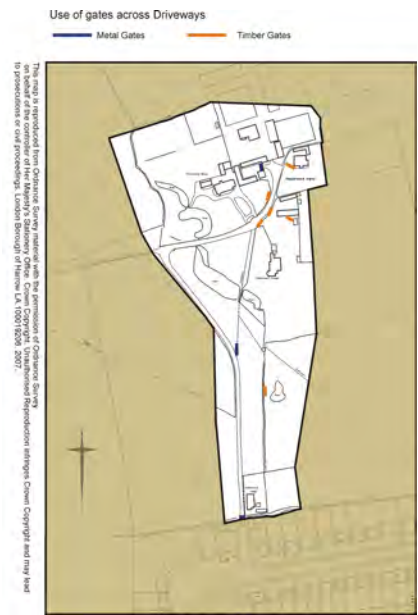 Use of gates across Driveways
Metal Gates
Timber Gates
This map is reproduced from Ordnance Survey material with the permission of Ordnance Survey
on behalf of the controller of Her Majesty's Stationery Office. Crown Copyright. Unauthorised Reproduction infringes Crown Copyright and may lead
to prosecutions or civil proceedings. London Borough of Harrow LA.100019206. 2007.